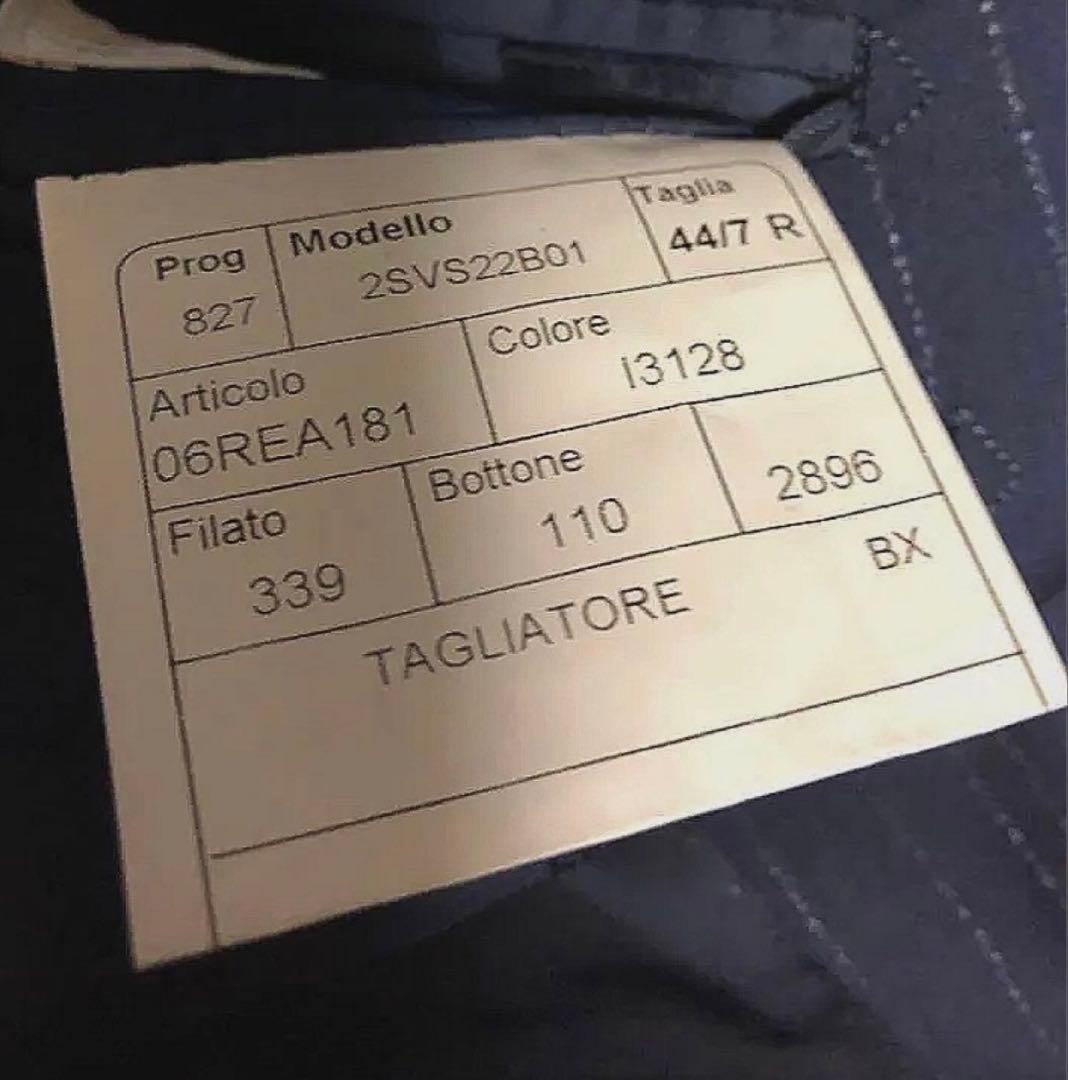 Prog Modello Taglia
827 2SVS22B01 44/7 R
Articolo Colore
06REA181 I3128
Filato Bottone
339 110 2896
TAGLIATORE BX